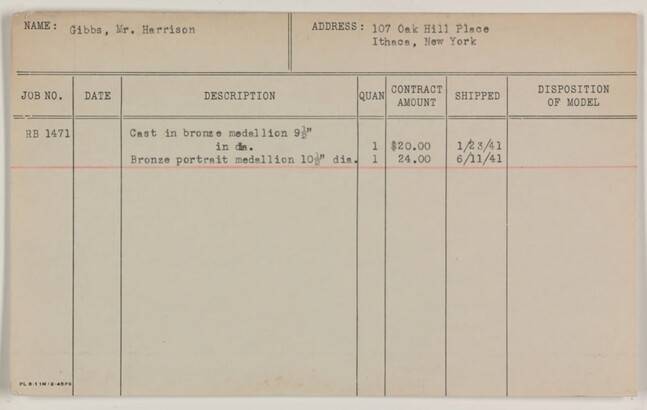 NAME: Gibbs, Mr. Harrison
ADDRESS: 107 Oak Hill Place
Ithaca, New York
JOB NO. DATE DESCRIPTION QUAN CONTRACT AMOUNT SHIPPED DISPOSITION OF MODEL
RB 1471 Cast in bronze medallion 9½"
in da. 1 $20.00 1/23/41
Bronze portrait medallion 10½" dia. 1 24.00 6/11/41